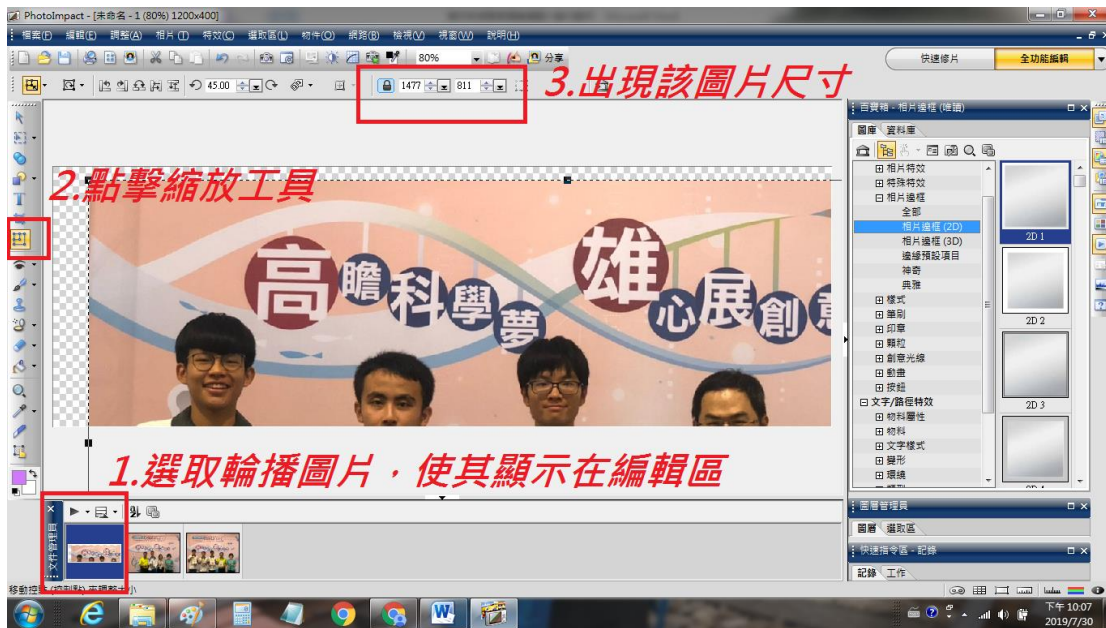 PhotoImpact - [未命名 - 1 (80%) 1200x400]
檔案(F) 編輯(E) 調整(A) 相片(T) 特效(C) 選取區(L) 物件(O) 網路(B) 檢視(V) 視窗(W) 說明(H)
80% 分享 快速修片 全功能編輯
45.00 1477 811
3.出現該圖片尺寸
百寶箱 - 相片邊框 (唯讀)
圖庫 資料庫
相片特效
特殊特效
相片邊框
全部
相片邊框 (2D)
相片邊框 (3D)
邊緣預設項目
神奇
典雅
樣式
筆刷
印章
顆粒
創意光線
動畫
按鈕
文字/路徑特效
物料屬性
物料
文字樣式
變形
環繞
2D 1
2D 2
2D 3
2.點擊縮放工具
高瞻科學夢 雄心展創意
1.選取輪播圖片,使其顯示在編輯區
文件管理員
圖層管理員
圖層 選取區
快速指令區 - 記錄
記錄 工作
下午 10:07
2019/7/30